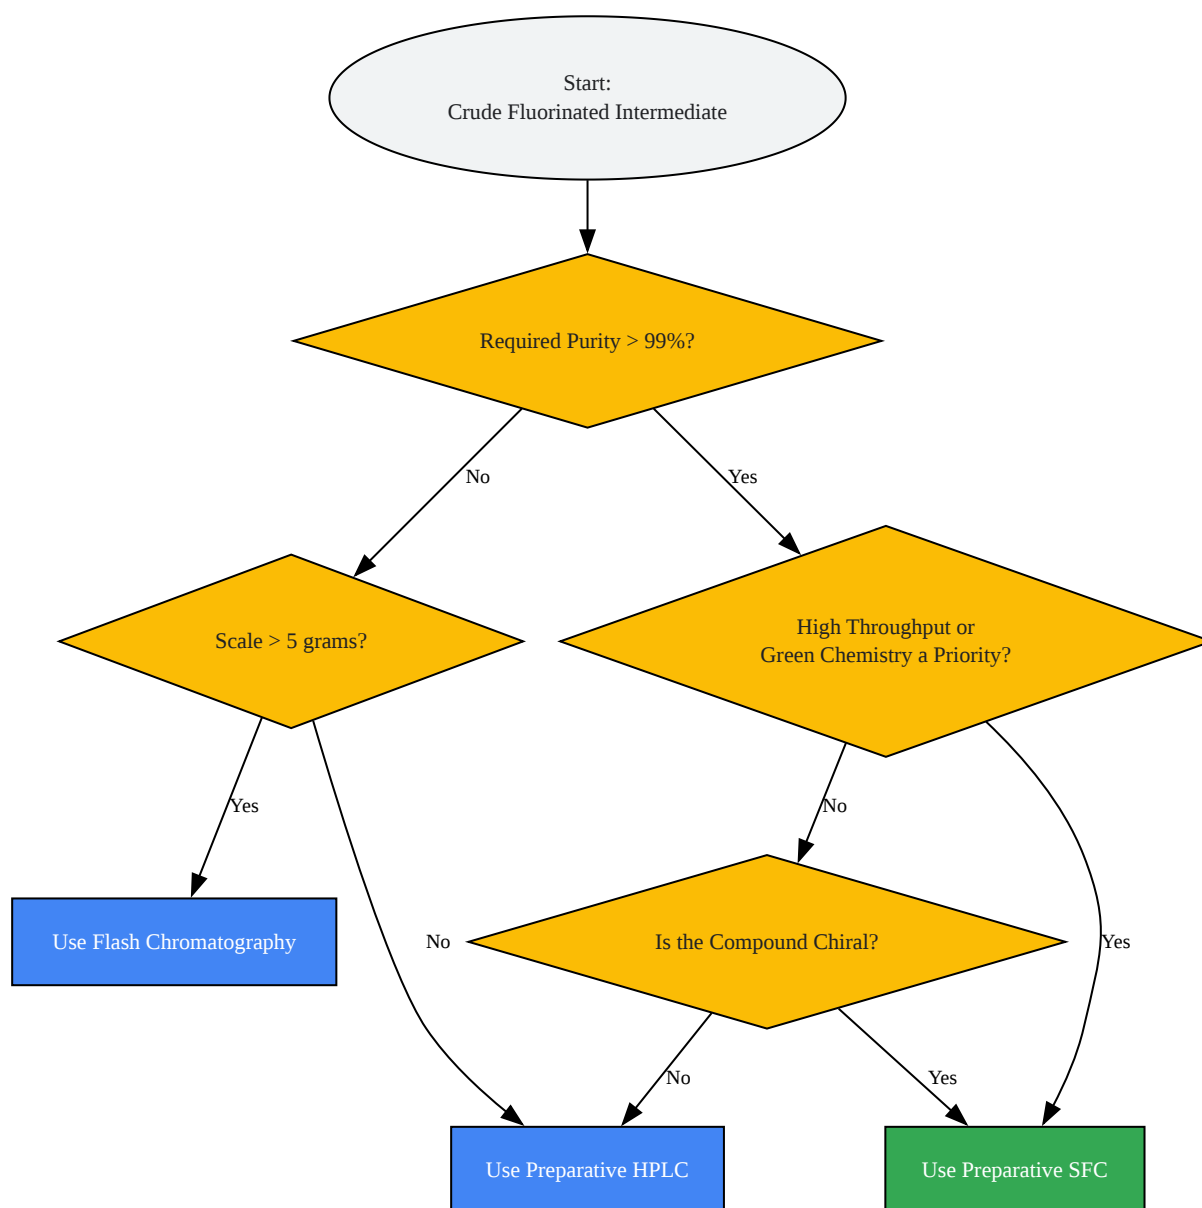 Start:
Crude Fluorinated Intermediate
Required Purity > 99%?
No
Yes
Scale > 5 grams?
High Throughput or
Green Chemistry a Priority?
Yes
No
Use Flash Chromatography
No
Is the Compound Chiral?
Yes
No
Yes
Use Preparative HPLC
Use Preparative SFC